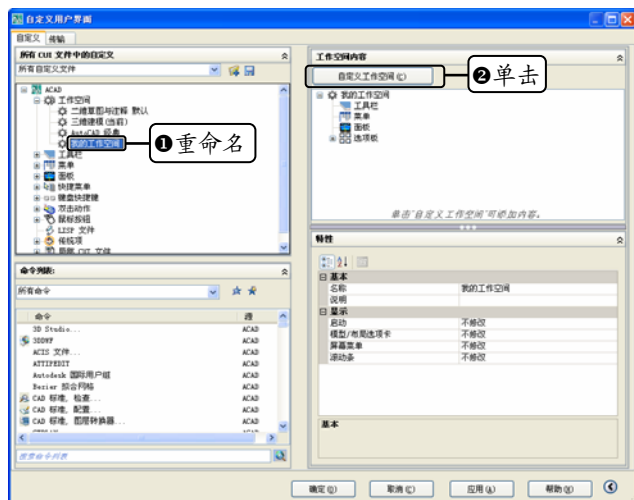 自定义用户界面
自定义 传输
所有 CUI 文件中的自定义
所有自定义文件
ACAD
工作空间
二维草图与注释 默认
三维建模(当前)
AutoCAD 经典
我的工作空间
❶重命名
工具栏
菜单
面板
快捷菜单
键盘快捷键
双击动作
鼠标按钮
LISP 文件
传统项
局部 CUI 文件
命令列表:
所有命令
命令 源
3D Studio... ACAD
3DDWF ACAD
ACIS 文件... ACAD
ATTIPEDIT ACAD
Autodesk 国际用户组 ACAD
Bezier 拟合网格 ACAD
CAD 标准, 检查... ACAD
CAD 标准, 配置... ACAD
CAD 标准, 图层转换器... ACAD
搜索命令列表
工作空间内容
自定义工作空间(C)
❷单击
我的工作空间
工具栏
菜单
面板
选项板
单击“自定义工作空间”可添加内容。
特性
基本
名称 我的工作空间
说明
显示
启动 不修改
模型/布局选项卡 不修改
屏幕菜单 不修改
滚动条 不修改
基本
确定(O) 取消(C) 应用(A) 帮助(H)